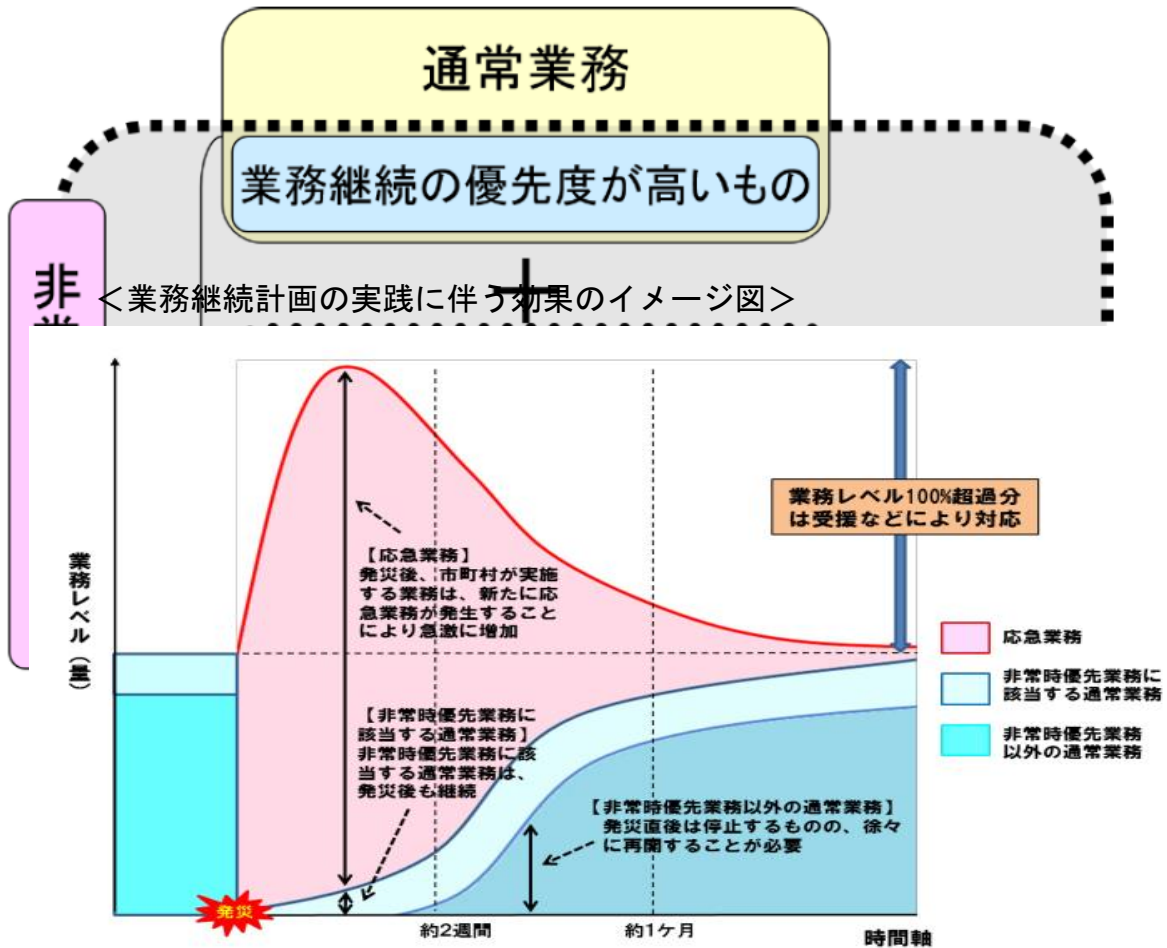 通常業務
業務継続の優先度が高いもの
＋
非
＜業務継続計画の実践に伴う効果のイメージ図＞
業務レベル100%超過分
は受援などにより対応
【応急業務】
発災後、市町村が実施
する業務は、新たに応
急業務が発生すること
により急激に増加
業務レベル（量）
応急業務
非常時優先業務に
該当する通常業務
非常時優先業務
以外の通常業務
【非常時優先業務に
該当する通常業務】
非常時優先業務に該
当する通常業務は、
発災後も継続
【非常時優先業務以外の通常業務】
発災直後は停止するものの、徐々
に再開することが必要
発災
約2週間
約1ケ月
時間軸